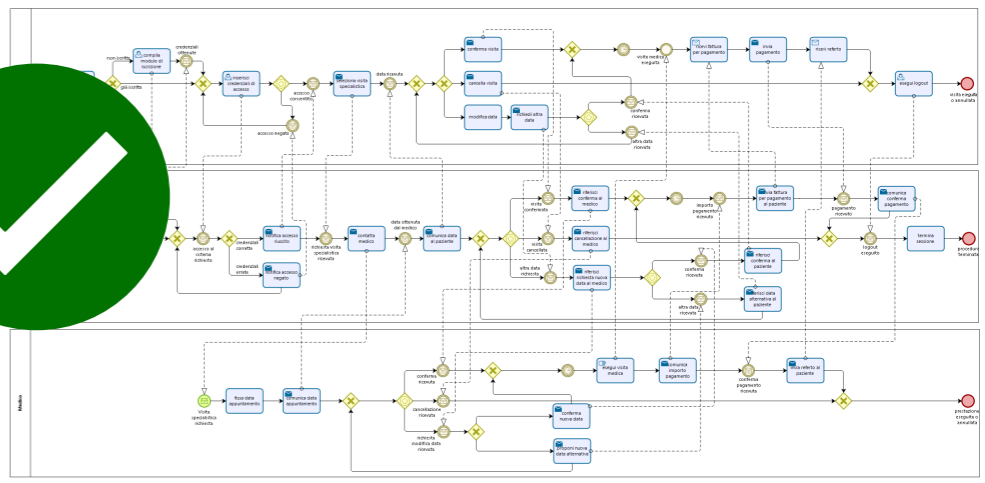 compila
modulo di
iscrizione
credenziali
ottenute
non iscritto
già iscritto
inserisci
credenziali di
accesso
accesso
consentito
accesso negato
seleziona visita
specialistica
data ricevuta
conferma visita
cancella visita
modifica data
richiedi altra
data
conferma
ricevuta
altra data
ricevuta
visita medica
eseguita
ricevi fattura
per pagamento
invia
pagamento
ricevi referto
esegui logout
visita eseguita
o annullata
accesso al
sistema
richiesto
credenziali
corrette
credenziali
errate
notifica accesso
riuscito
notifica accesso
negato
richiesta visita
specialistica
ricevuta
contatta
medico
data ottenuta
dal medico
comunica data
al paziente
visita
confermata
visita
cancellata
altra data
richiesta
riferisci
conferma al
medico
riferisci
cancellazione al
medico
riferisci
richiesta nuova
data al medico
importo
pagamento
ricevuto
conferma
ricevuta
altra data
ricevuta
invia fattura
per pagamento
al paziente
riferisci
conferma al
paziente
riferisci data
alternativa al
paziente
pagamento
ricevuto
comunica
conferma
pagamento
logout
eseguito
termina
sessione
procedura
terminata
Medico
Visita
specialistica
richiesta
fissa data
appuntamento
comunica data
appuntamento
conferma
ricevuta
cancellazione
ricevuta
richiesta
modifica data
ricevuta
conferma
nuova data
proponi nuova
data alternativa
esegui visita
medica
comunica
importo
pagamento
conferma
pagamento
ricevuta
invia referto al
paziente
prestazione
eseguita o
annullata